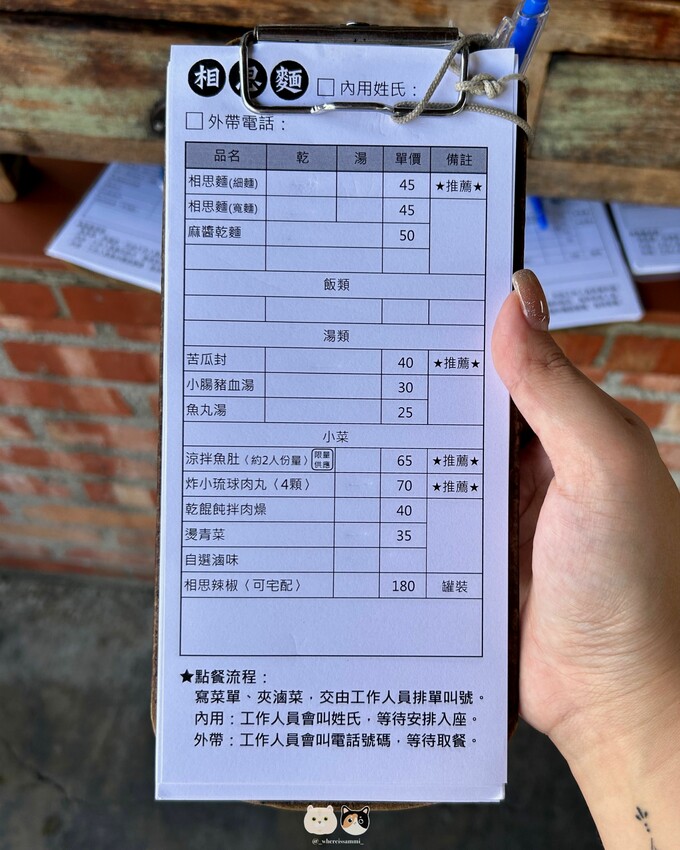 相思麵 □內用姓氏：
□外帶電話：
品名 乾 湯 單價 備註
相思麵(細麵) 45 ★推薦★
相思麵(寬麵) 45
麻醬乾麵 50
飯類
湯類
苦瓜封 40 ★推薦★
小腸豬血湯 30
魚丸湯 25
小菜
涼拌魚肚〈約2人份量〉 限量供應 65 ★推薦★
炸小琉球肉丸〈4顆〉 70 ★推薦★
乾餛飩拌肉燥 40
燙青菜 35
自選滷味
相思辣椒〈可宅配〉 180 罐裝
★點餐流程：
寫菜單、夾滷菜，交由工作人員排單叫號。
內用：工作人員會叫姓氏，等待安排入座。
外帶：工作人員會叫電話號碼，等待取餐。
@_whereissammi_